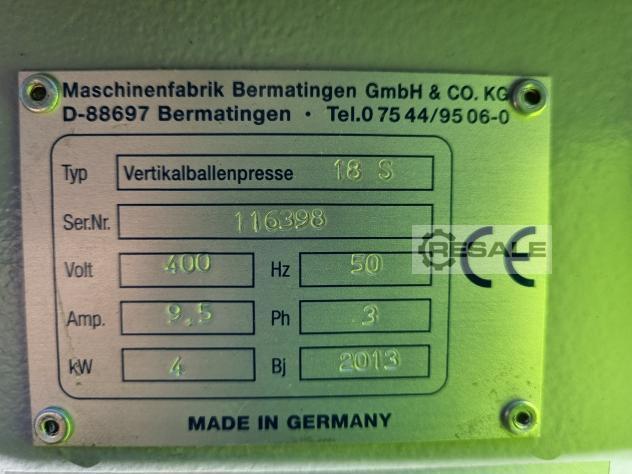 Maschinenfabrik Bermatingen GmbH & CO. KG
D-88697 Bermatingen • Tel.0 75 44/95 06-0
Typ Vertikalballenpresse 18 S
Ser.Nr. 116398
Volt 400 Hz 50
RESALE
CE
Amp. 9,5 Ph 3
kW 4 Bj 2013
MADE IN GERMANY